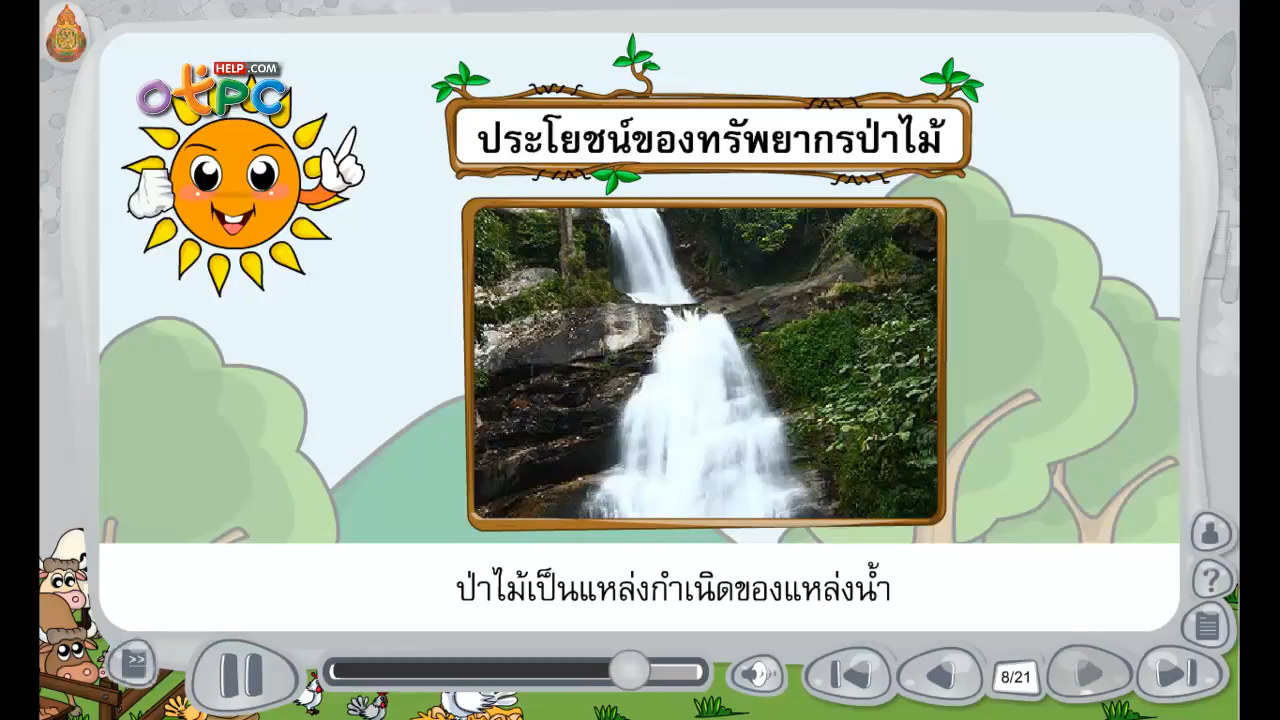 OTPC
HELP.COM
ประโยชน์ของทรัพยากรป่าไม้
ป่าไม้เป็นแหล่งกำเนิดของแหล่งน้ำ
>>
?
8/21